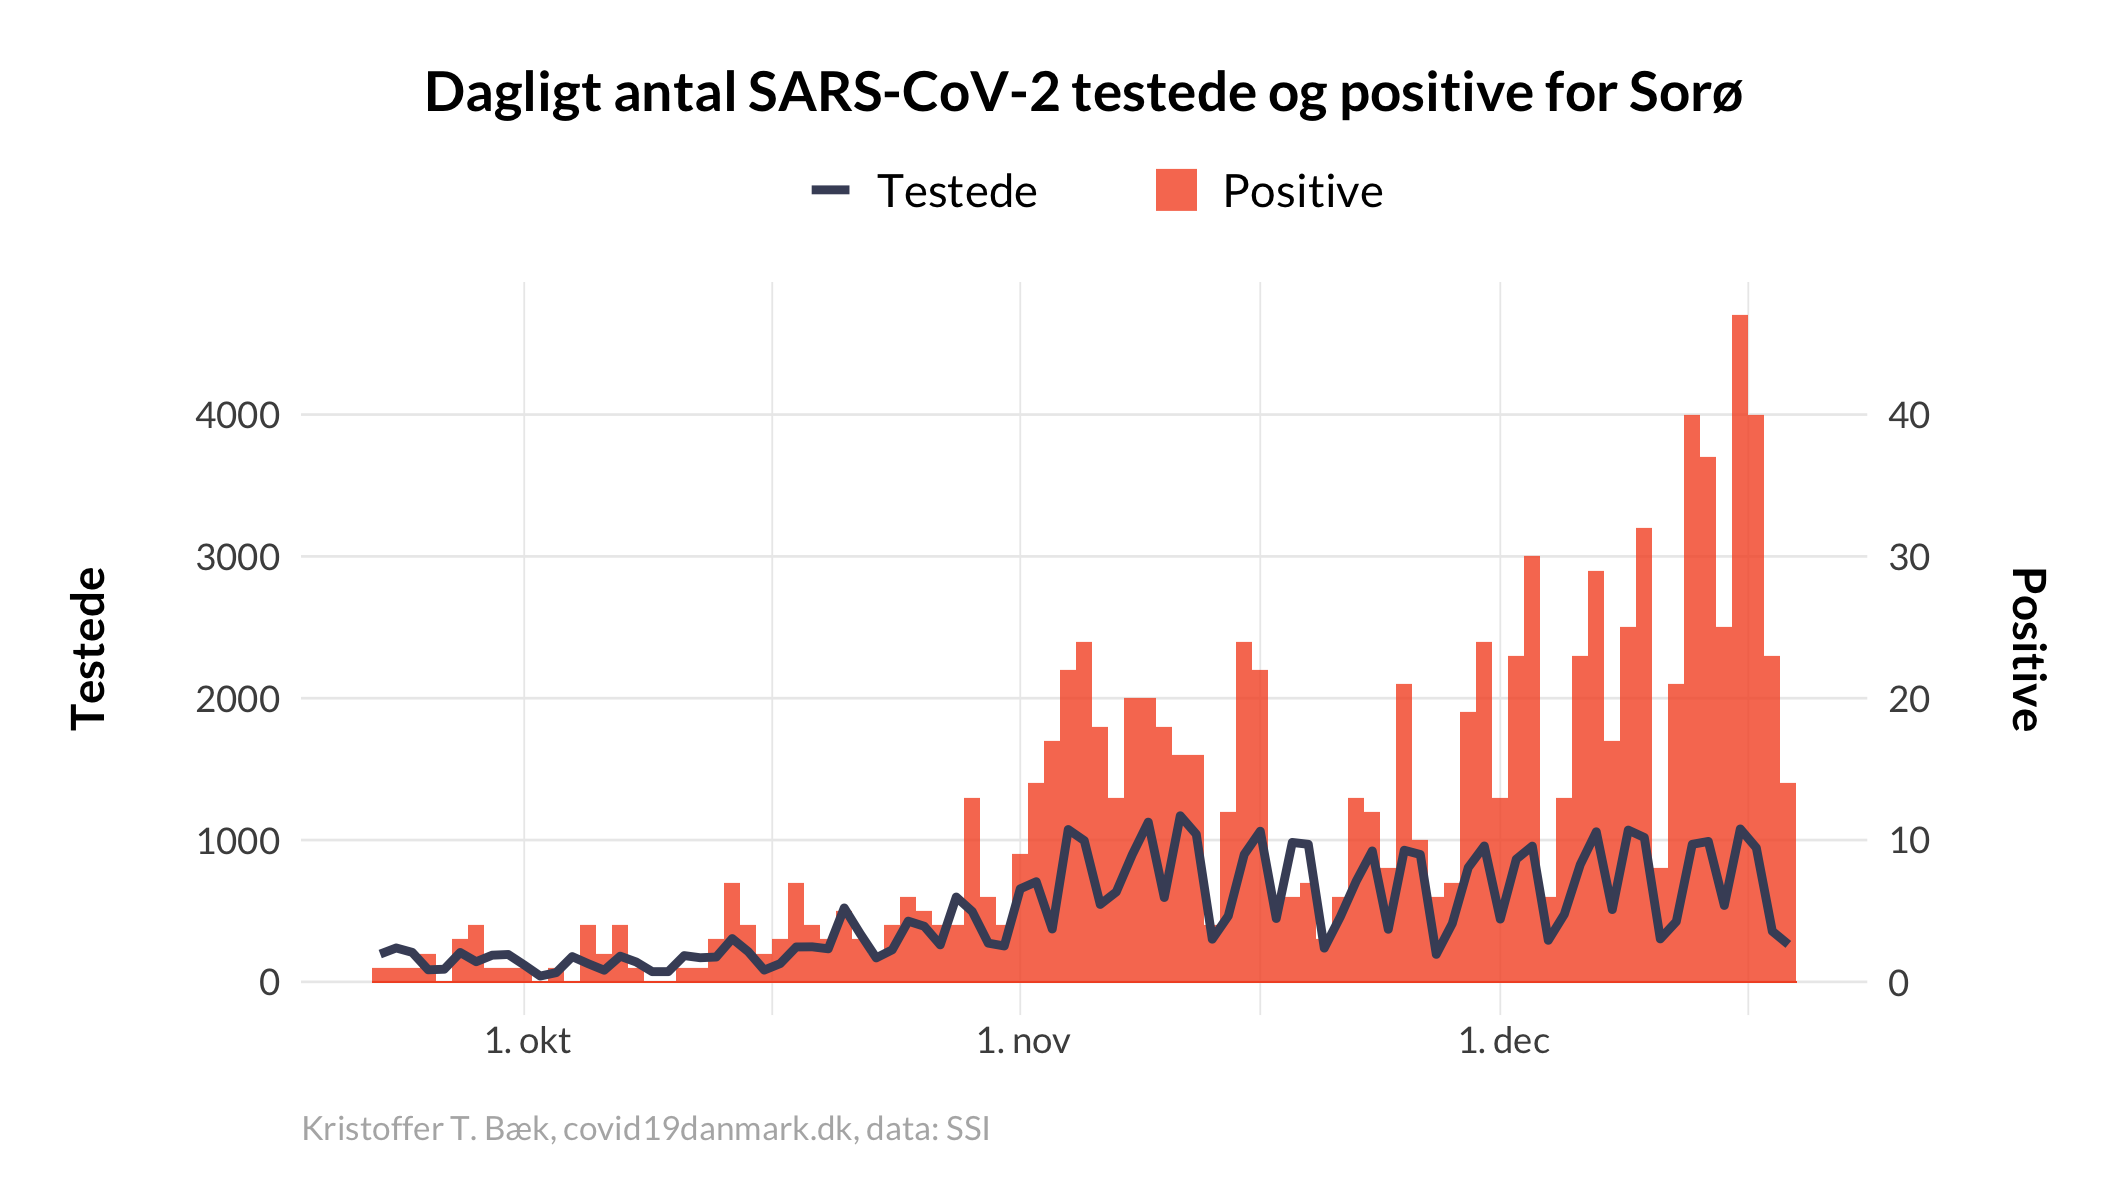 Dagligt antal SARS-CoV-2 testede og positive for Sorø
Testede
Positive
Testede
4000
3000
2000
1000
0
40
30
20
10
0
Positive
1. okt
1. nov
1. dec
Kristoffer T. Bæk, covid19danmark.dk, data: SSI